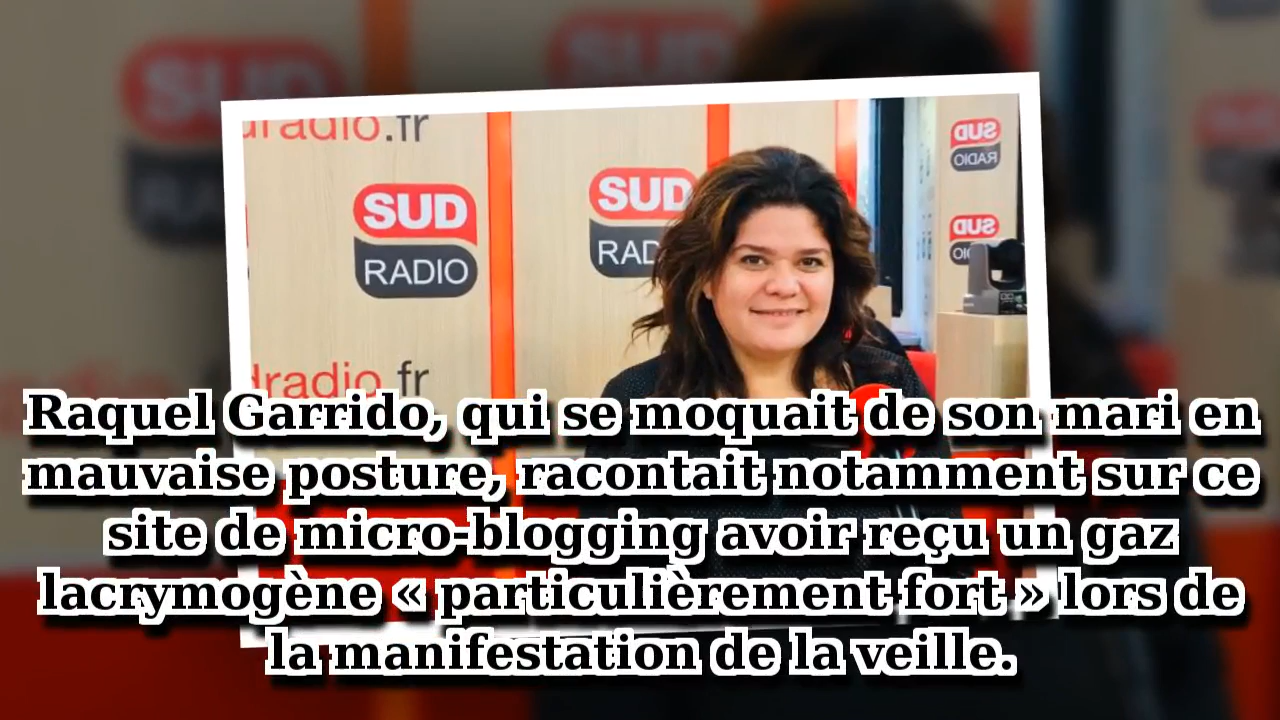 dradio.fr
SUD
RADIO
SUD
RAD
SUD
RADIO
SUD
dradio.fr
Raquel Garrido, qui se moquait de son mari en
mauvaise posture, racontait notamment sur ce
site de micro-blogging avoir reçu un gaz
lacrymogène « particulièrement fort » lors de
la manifestation de la veille.